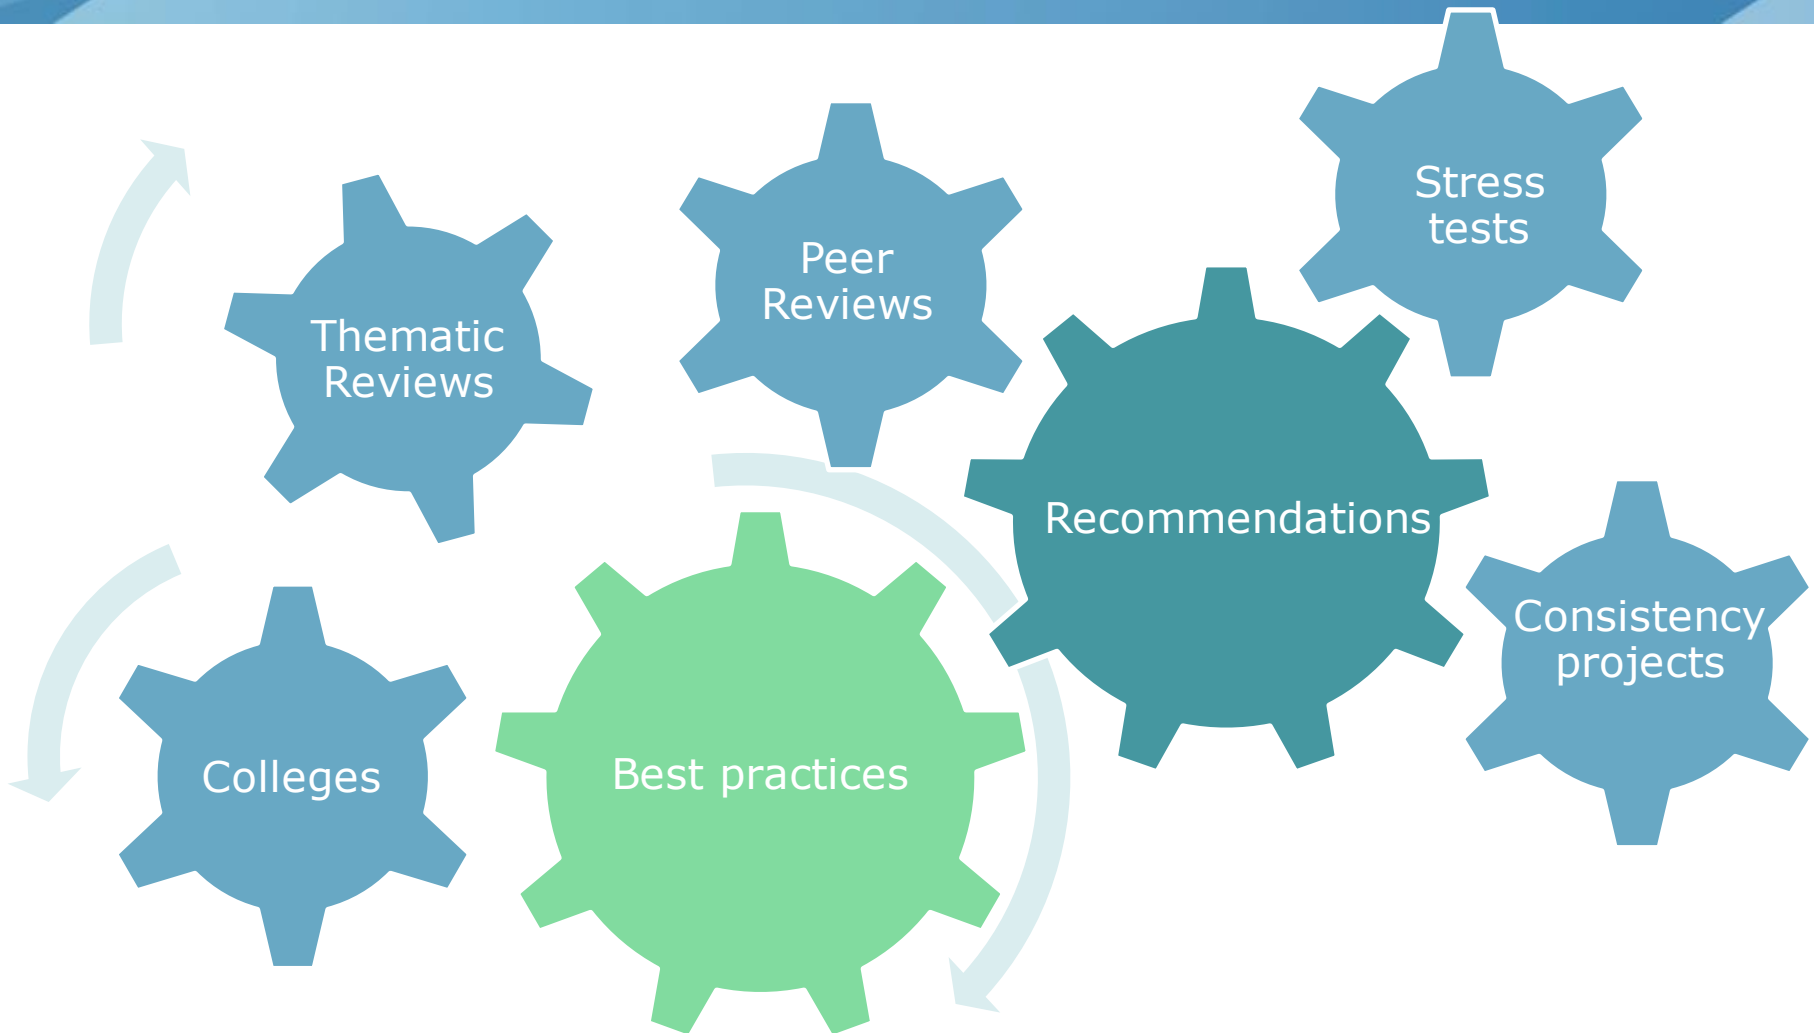 Stress
tests
Peer
Reviews
Thematic
Reviews
Recommendations
Consistency
projects
Colleges
Best practices